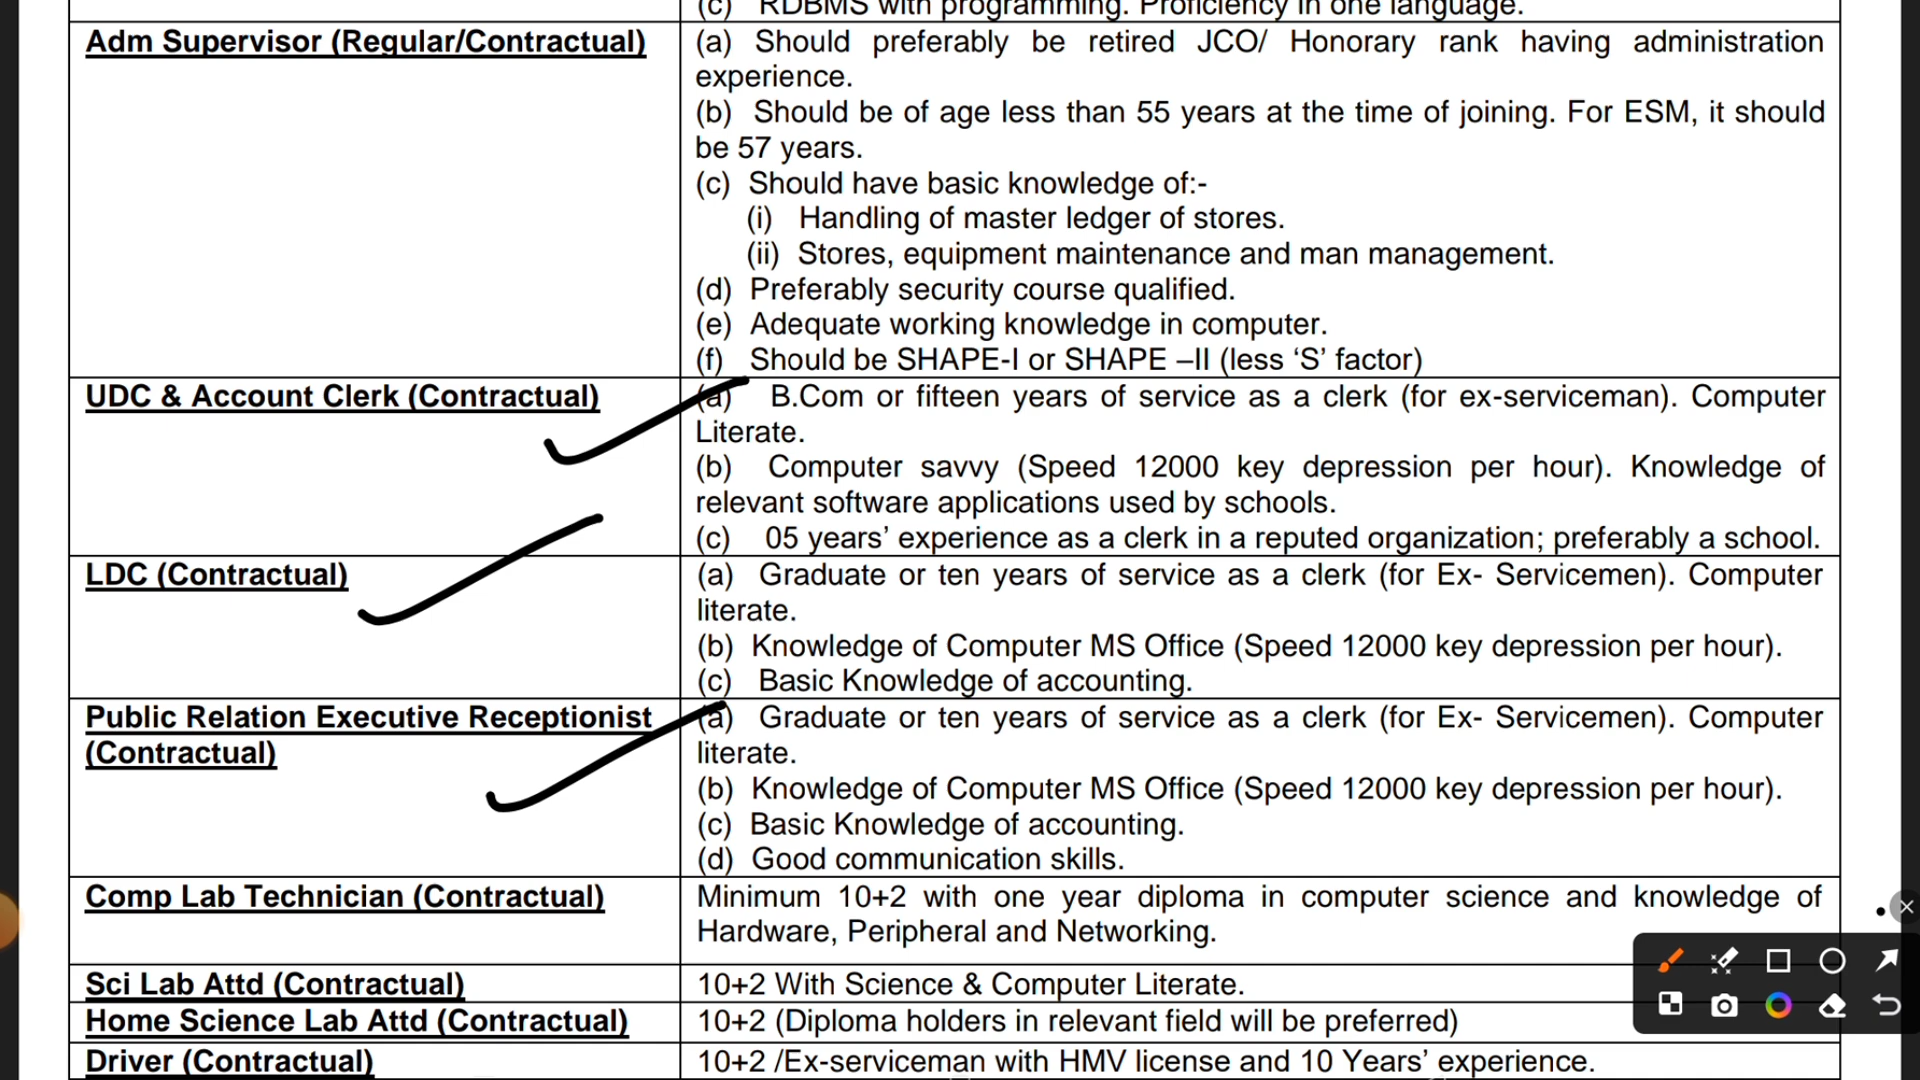 (c) RDBMS with programming. Proficiency in one language.
Adm Supervisor (Regular/Contractual)
(a) Should preferably be retired JCO/ Honorary rank having administration
experience.
(b) Should be of age less than 55 years at the time of joining. For ESM, it should
be 57 years.
(c) Should have basic knowledge of:-
(i) Handling of master ledger of stores.
(ii) Stores, equipment maintenance and man management.
(d) Preferably security course qualified.
(e) Adequate working knowledge in computer.
(f) Should be SHAPE-I or SHAPE –II (less ‘S’ factor)
UDC & Account Clerk (Contractual)
(a) B.Com or fifteen years of service as a clerk (for ex-serviceman). Computer
Literate.
(b) Computer savvy (Speed 12000 key depression per hour). Knowledge of
relevant software applications used by schools.
(c) 05 years’ experience as a clerk in a reputed organization; preferably a school.
LDC (Contractual)
(a) Graduate or ten years of service as a clerk (for Ex- Servicemen). Computer
literate.
(b) Knowledge of Computer MS Office (Speed 12000 key depression per hour).
(c) Basic Knowledge of accounting.
Public Relation Executive Receptionist
(Contractual)
(a) Graduate or ten years of service as a clerk (for Ex- Servicemen). Computer
literate.
(b) Knowledge of Computer MS Office (Speed 12000 key depression per hour).
(c) Basic Knowledge of accounting.
(d) Good communication skills.
Comp Lab Technician (Contractual)
Minimum 10+2 with one year diploma in computer science and knowledge of
Hardware, Peripheral and Networking.
Sci Lab Attd (Contractual)
10+2 With Science & Computer Literate.
Home Science Lab Attd (Contractual)
10+2 (Diploma holders in relevant field will be preferred)
Driver (Contractual)
10+2 /Ex-serviceman with HMV license and 10 Years’ experience.